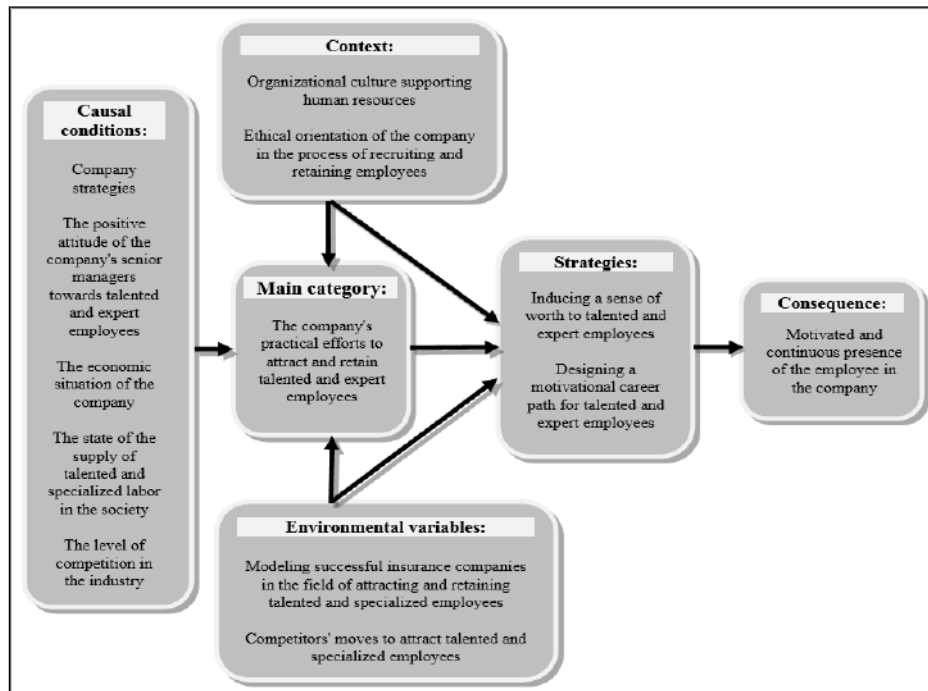 Causal
conditions:
Company
strategies
The positive
attitude of the
company's senior
managers
towards talented
and expert
employees
The economic
situation of the
company
The state of the
supply of
talented and
specialized labor
in the society
The level of
competition in
the industry
Context:
Organizational culture supporting
human resources
Ethical orientation of the company
in the process of recruiting and
retaining employees
Main category:
The company's
practical efforts to
attract and retain
talented and expert
employees
Environmental variables:
Modeling successful insurance companies
in the field of attracting and retaining
talented and specialized employees
Competitors' moves to attract talented and
specialized employees
Strategies:
Inducing a sense of
worth to talented and
expert employees
Designing a
motivational career
path for talented and
expert employees
Consequence:
Motivated and
continuous presence
of the employee in
the company